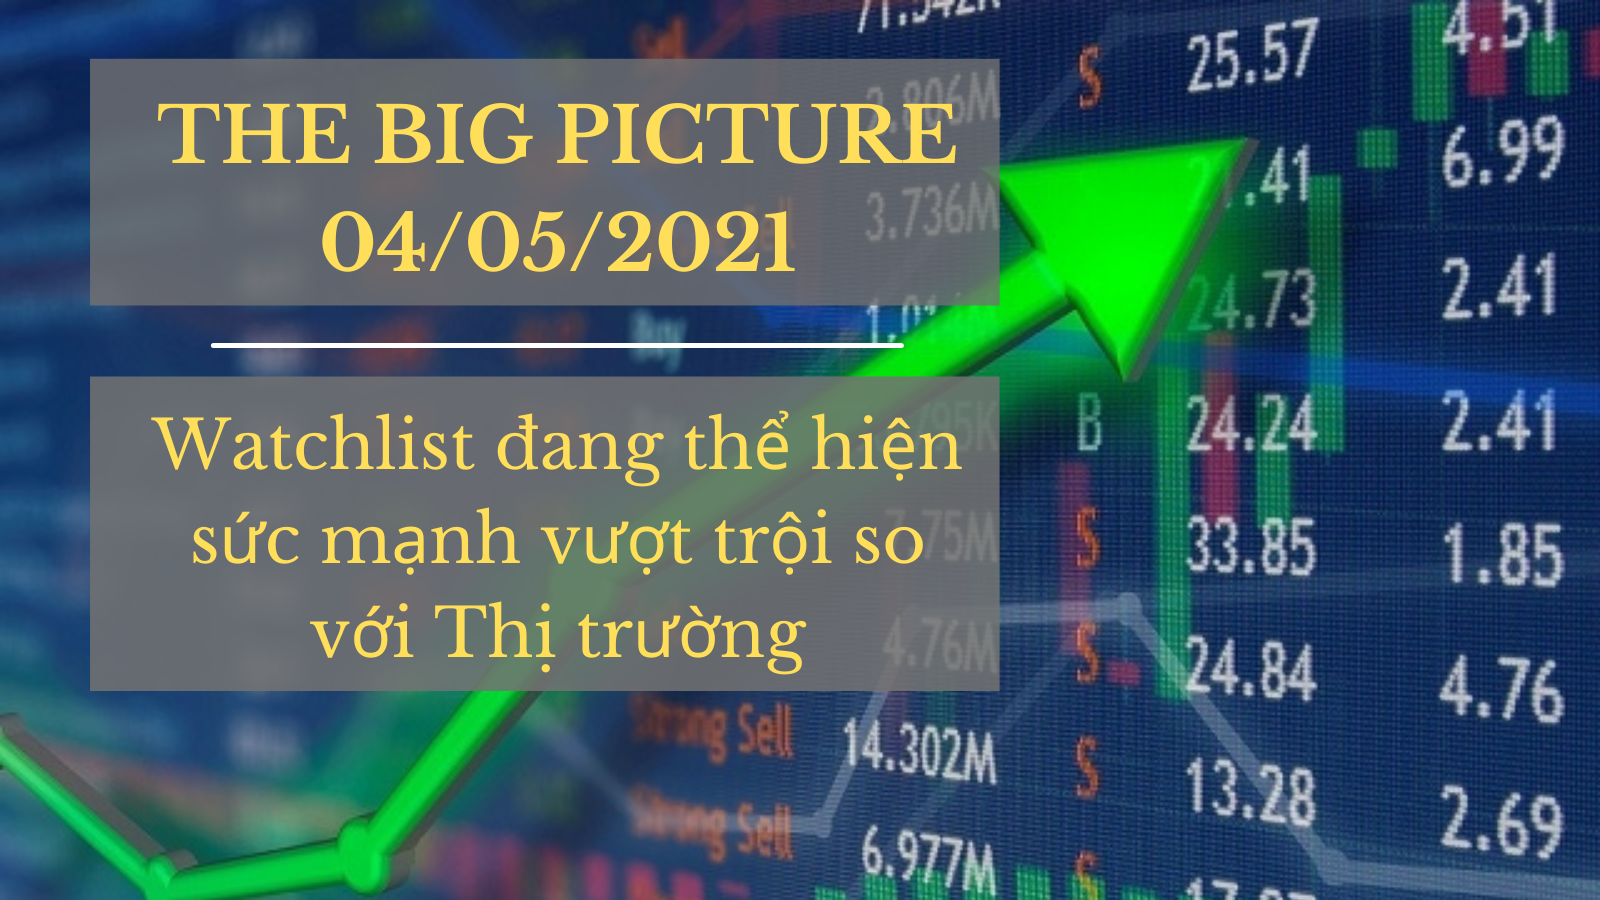 THE BIG PICTURE
04/05/2021
Watchlist đang thể hiện
sức mạnh vượt trội so
với Thị trường
S 25.57 4.51
2.806M 6.99
3.736M .41
24.73 2.41
Buy
B 24.24 2.41
S 33.85 1.85
4.76M S 24.84 4.76
Strong Sell 14.302M S 13.28 2.69
Strong Sell 6.977M S